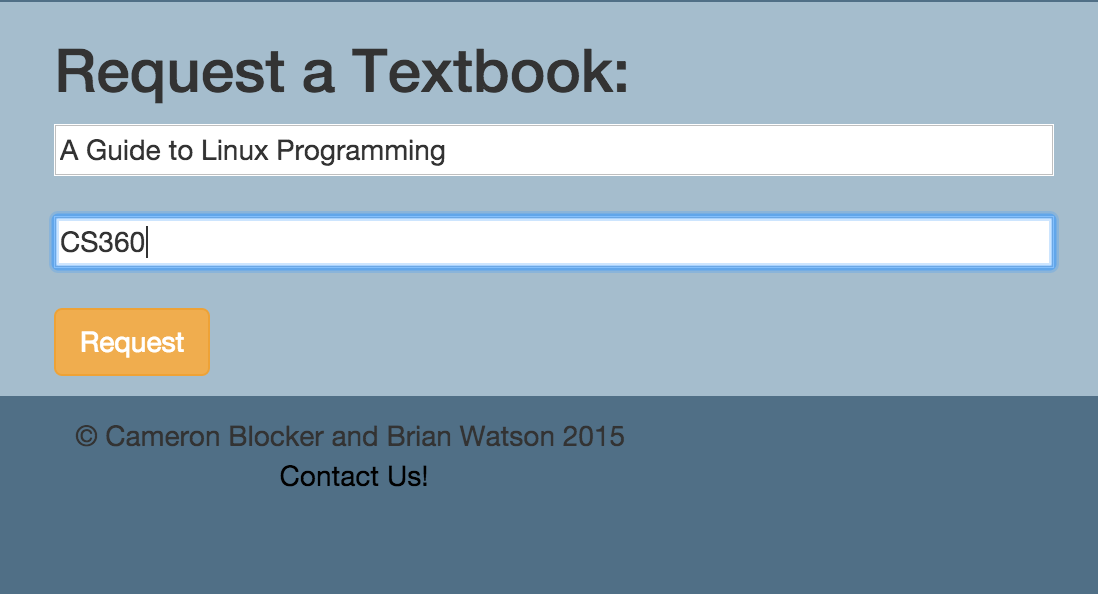 Request a Textbook:
A Guide to Linux Programming
CS360
Request
© Cameron Blocker and Brian Watson 2015
Contact Us!